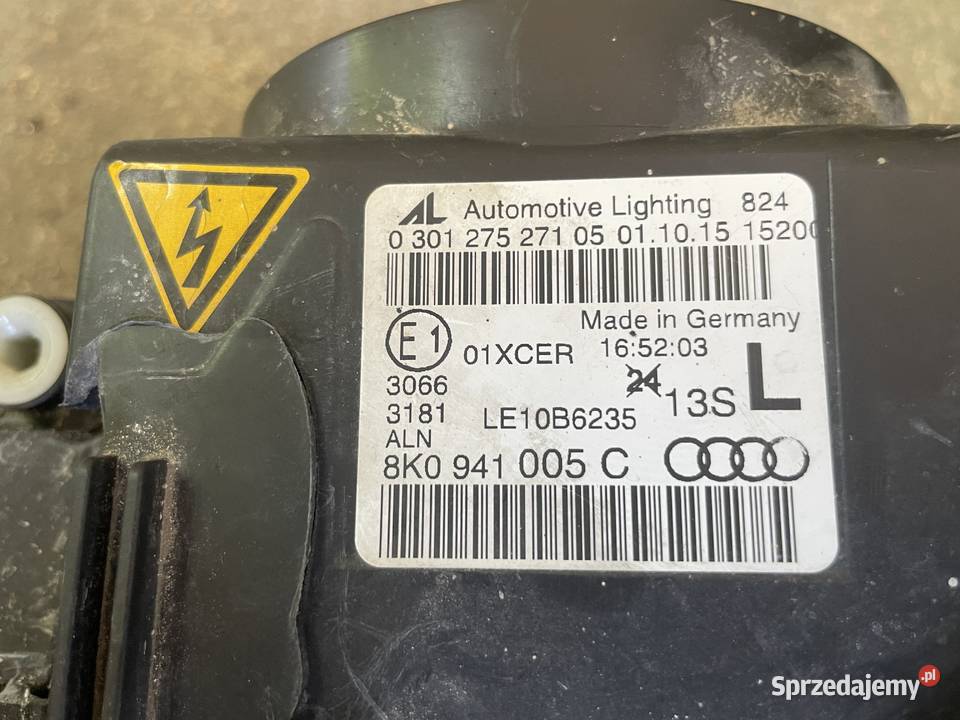 AL Automotive Lighting 824
0 301 275 271 05 01.10.15 15200
Made in Germany
E1 01XCER 16:52:03
3066 24 13S L
3181 LE10B6235
ALN
8K0 941 005 C
Sprzedajemy.pl